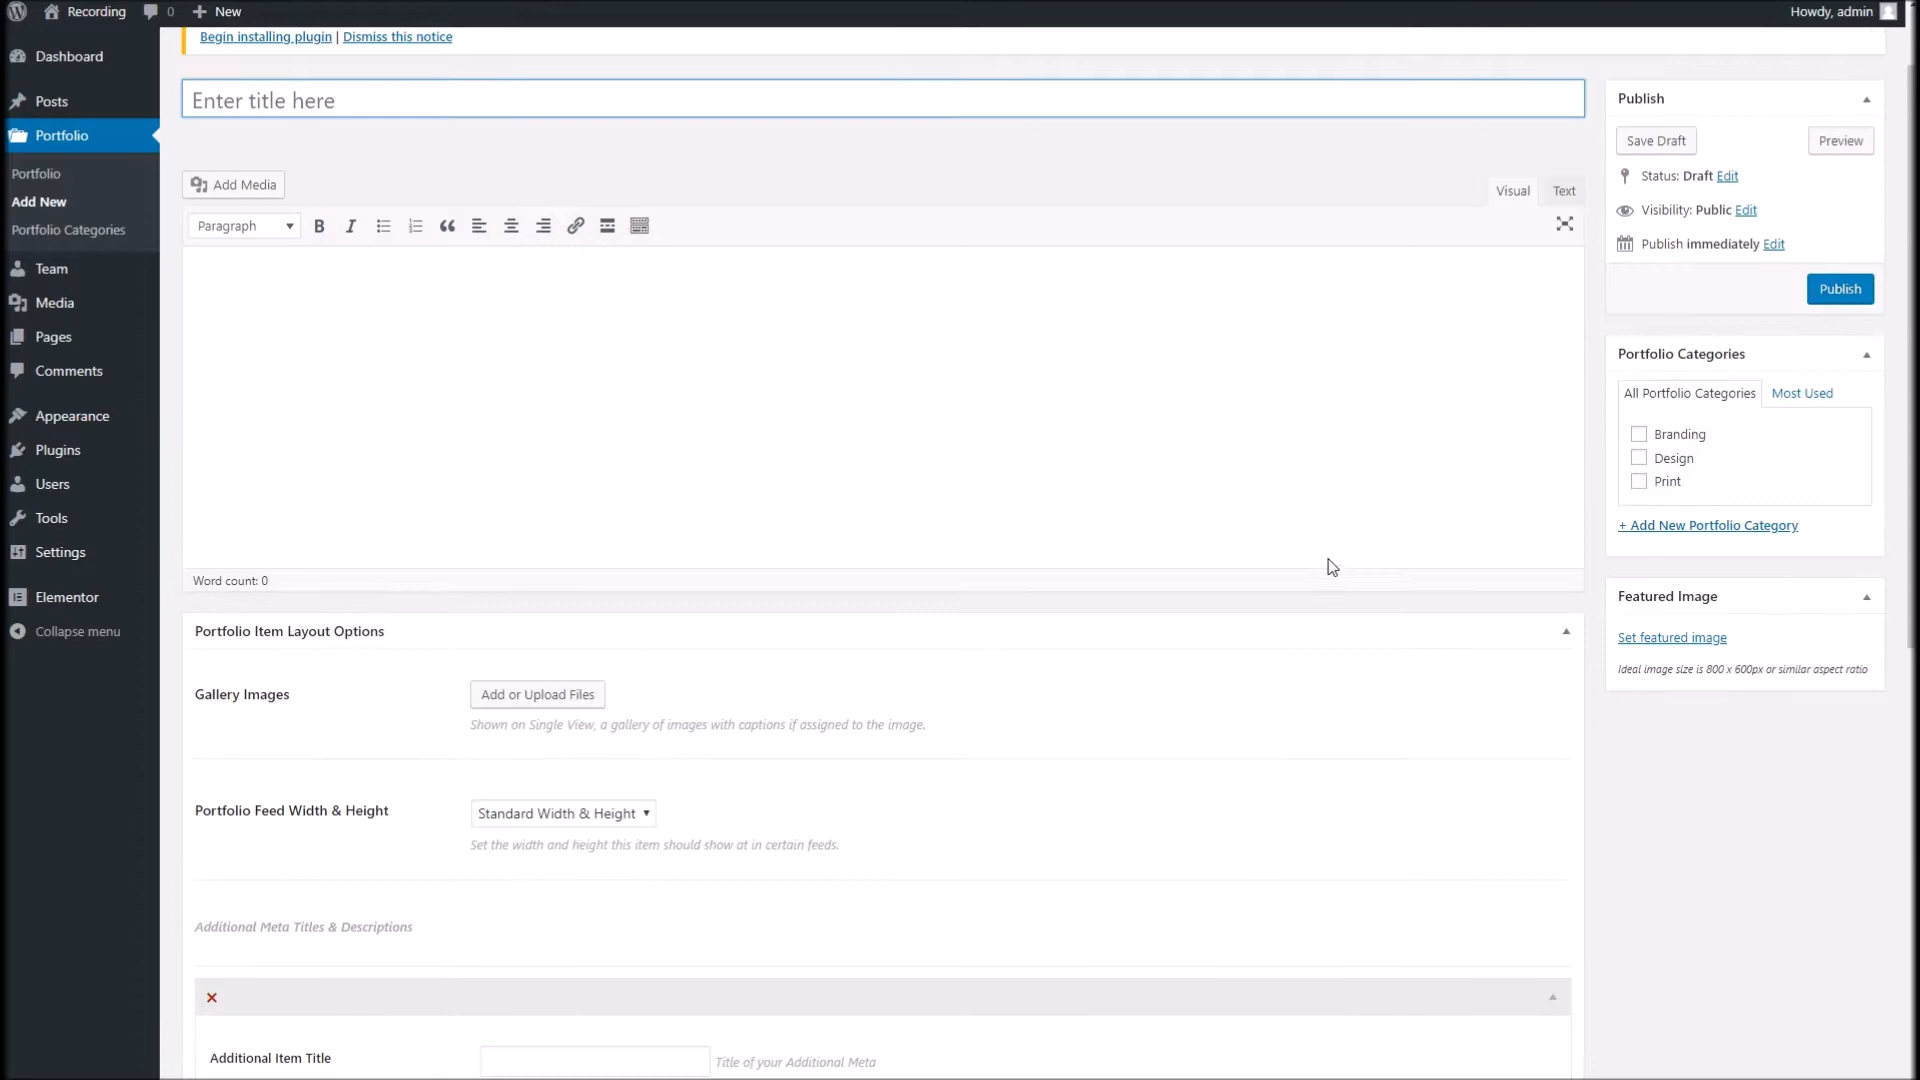 Recording
0
New
Howdy, admin
Begin installing plugin | Dismiss this notice
Dashboard
Posts
Portfolio
Portfolio
Add New
Portfolio Categories
Team
Media
Pages
Comments
Appearance
Plugins
Users
Tools
Settings
Elementor
Collapse menu
Enter title here
Add Media
Visual
Text
Paragraph
Word count: 0
Portfolio Item Layout Options
Gallery Images
Add or Upload Files
Shown on Single View, a gallery of images with captions if assigned to the image.
Portfolio Feed Width & Height
Standard Width & Height
Set the width and height this item should show at in certain feeds.
Additional Meta Titles & Descriptions
Additional Item Title
Title of your Additional Meta
Publish
Save Draft
Preview
Status: Draft Edit
Visibility: Public Edit
Publish immediately Edit
Publish
Portfolio Categories
All Portfolio Categories
Most Used
Branding
Design
Print
+ Add New Portfolio Category
Featured Image
Set featured image
Ideal image size is 800 x 600px or similar aspect ratio